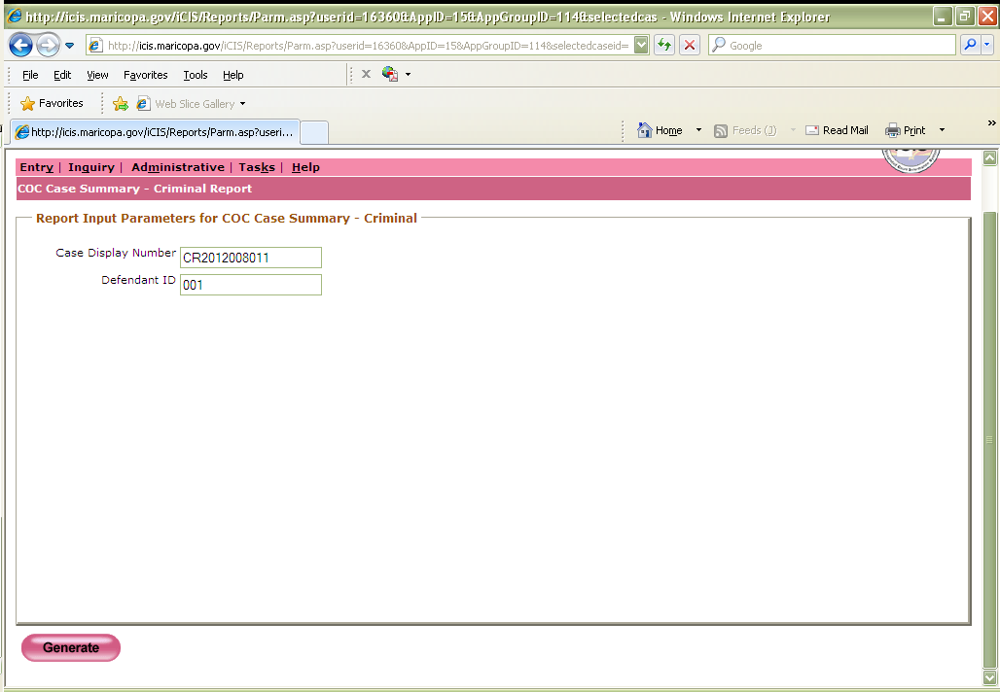 http://icis.maricopa.gov/iCIS/Reports/Parm.asp?userid=16360&AppID=15&AppGroupID=114&selectedcas - Windows Internet Explorer
http://icis.maricopa.gov/iCIS/Reports/Parm.asp?userid=16360&AppID=15&AppGroupID=114&selectedcaseid=
Google
File Edit View Favorites Tools Help
Favorites Web Slice Gallery
http://icis.maricopa.gov/iCIS/Reports/Parm.asp?useri... Home Feeds (J) Read Mail Print »
Entry | Inquiry | Administrative | Tasks | Help
COC Case Summary - Criminal Report
Report Input Parameters for COC Case Summary - Criminal
Case Display Number CR2012008011
Defendant ID 001
Generate